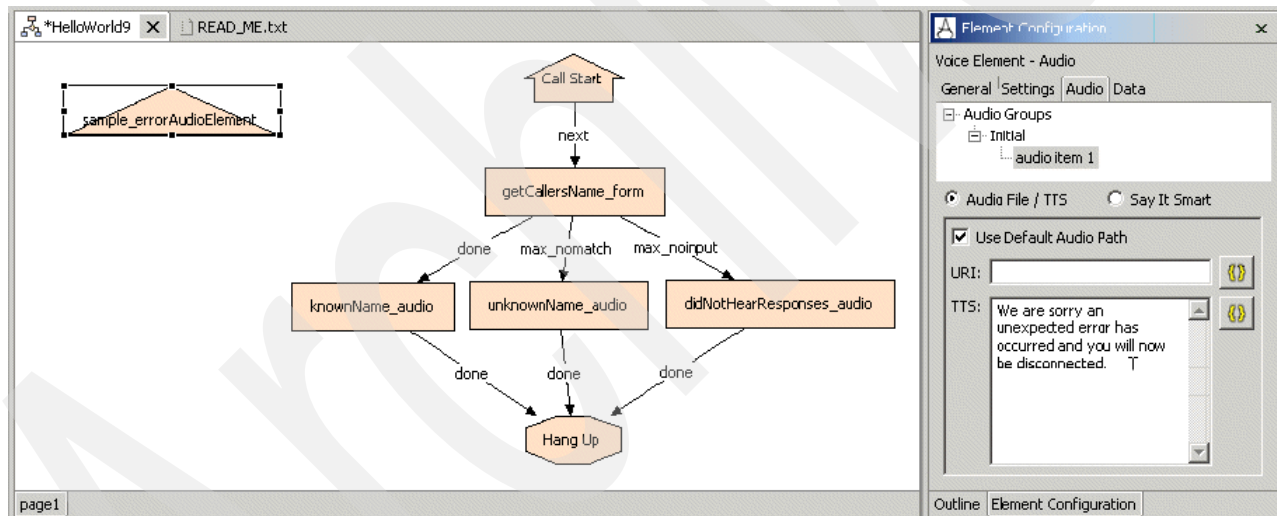 *HelloWorld9 X READ_ME.txt
sample_errorAudioElement
Call Start
next
getCallersName_form
done max_nomatch max_noinput
knownName_audio unknownName_audio didNotHearResponses_audio
done done done
Hang Up
page1
Element Configuration x
Voice Element - Audio
General Settings Audio Data
Audio Groups
Initial
audio item 1
Audio File / TTS Say It Smart
Use Default Audio Path
URI:
TTS: We are sorry an
unexpected error has
occurred and you will now
be disconnected.
Outline Element Configuration